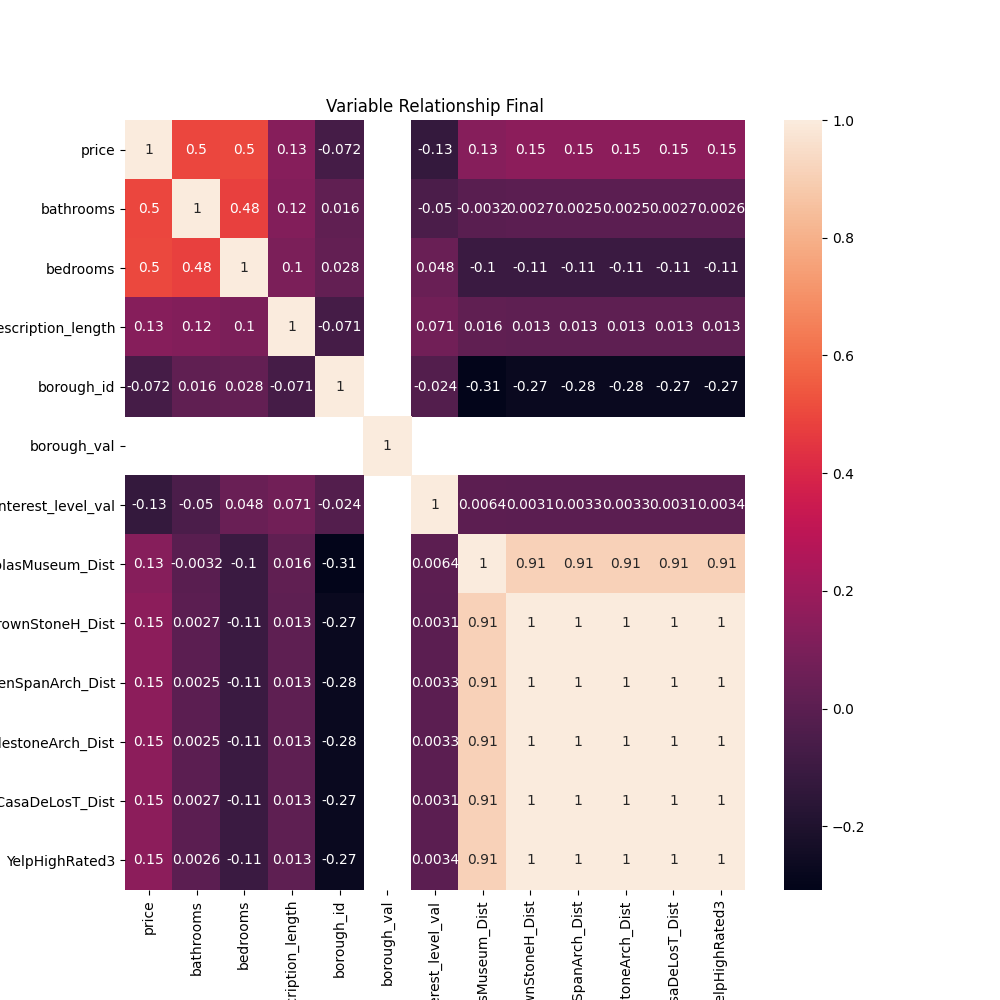 Variable Relationship Final
price 1 0.5 0.5 0.13 -0.072 -0.13 0.13 0.15 0.15 0.15 0.15 0.15
bathrooms 0.5 1 0.48 0.12 0.016 -0.05 -0.0032 0.0027 0.0025 0.0025 0.0027 0.0026
bedrooms 0.5 0.48 1 0.1 0.028 0.048 -0.1 -0.11 -0.11 -0.11 -0.11 -0.11
escription_length 0.13 0.12 0.1 1 -0.071 0.071 0.016 0.013 0.013 0.013 0.013 0.013
borough_id -0.072 0.016 0.028 -0.071 1 -0.024 -0.31 -0.27 -0.28 -0.28 -0.27 -0.27
borough_val 1
nterest_level_val -0.13 -0.05 0.048 0.071 -0.024 1 0.0064 0.0031 0.0033 0.0033 0.0031 0.0034
olasMuseum_Dist 0.13 -0.0032 -0.1 0.016 -0.31 0.0064 1 0.91 0.91 0.91 0.91 0.91
rownStoneH_Dist 0.15 0.0027 -0.11 0.013 -0.27 0.0031 0.91 1 1 1 1 1
enSpanArch_Dist 0.15 0.0025 -0.11 0.013 -0.28 0.0033 0.91 1 1 1 1 1
lestoneArch_Dist 0.15 0.0025 -0.11 0.013 -0.28 0.0033 0.91 1 1 1 1 1
CasaDeLosT_Dist 0.15 0.0027 -0.11 0.013 -0.27 0.0031 0.91 1 1 1 1 1
YelpHighRated3 0.15 0.0026 -0.11 0.013 -0.27 0.0034 0.91 1 1 1 1 1
price
bathrooms
bedrooms
cription_length
borough_id
borough_val
erest_level_val
sMuseum_Dist
wnStoneH_Dist
SpanArch_Dist
toneArch_Dist
saDeLosT_Dist
elpHighRated3
1.0
0.8
0.6
0.4
0.2
0.0
−0.2